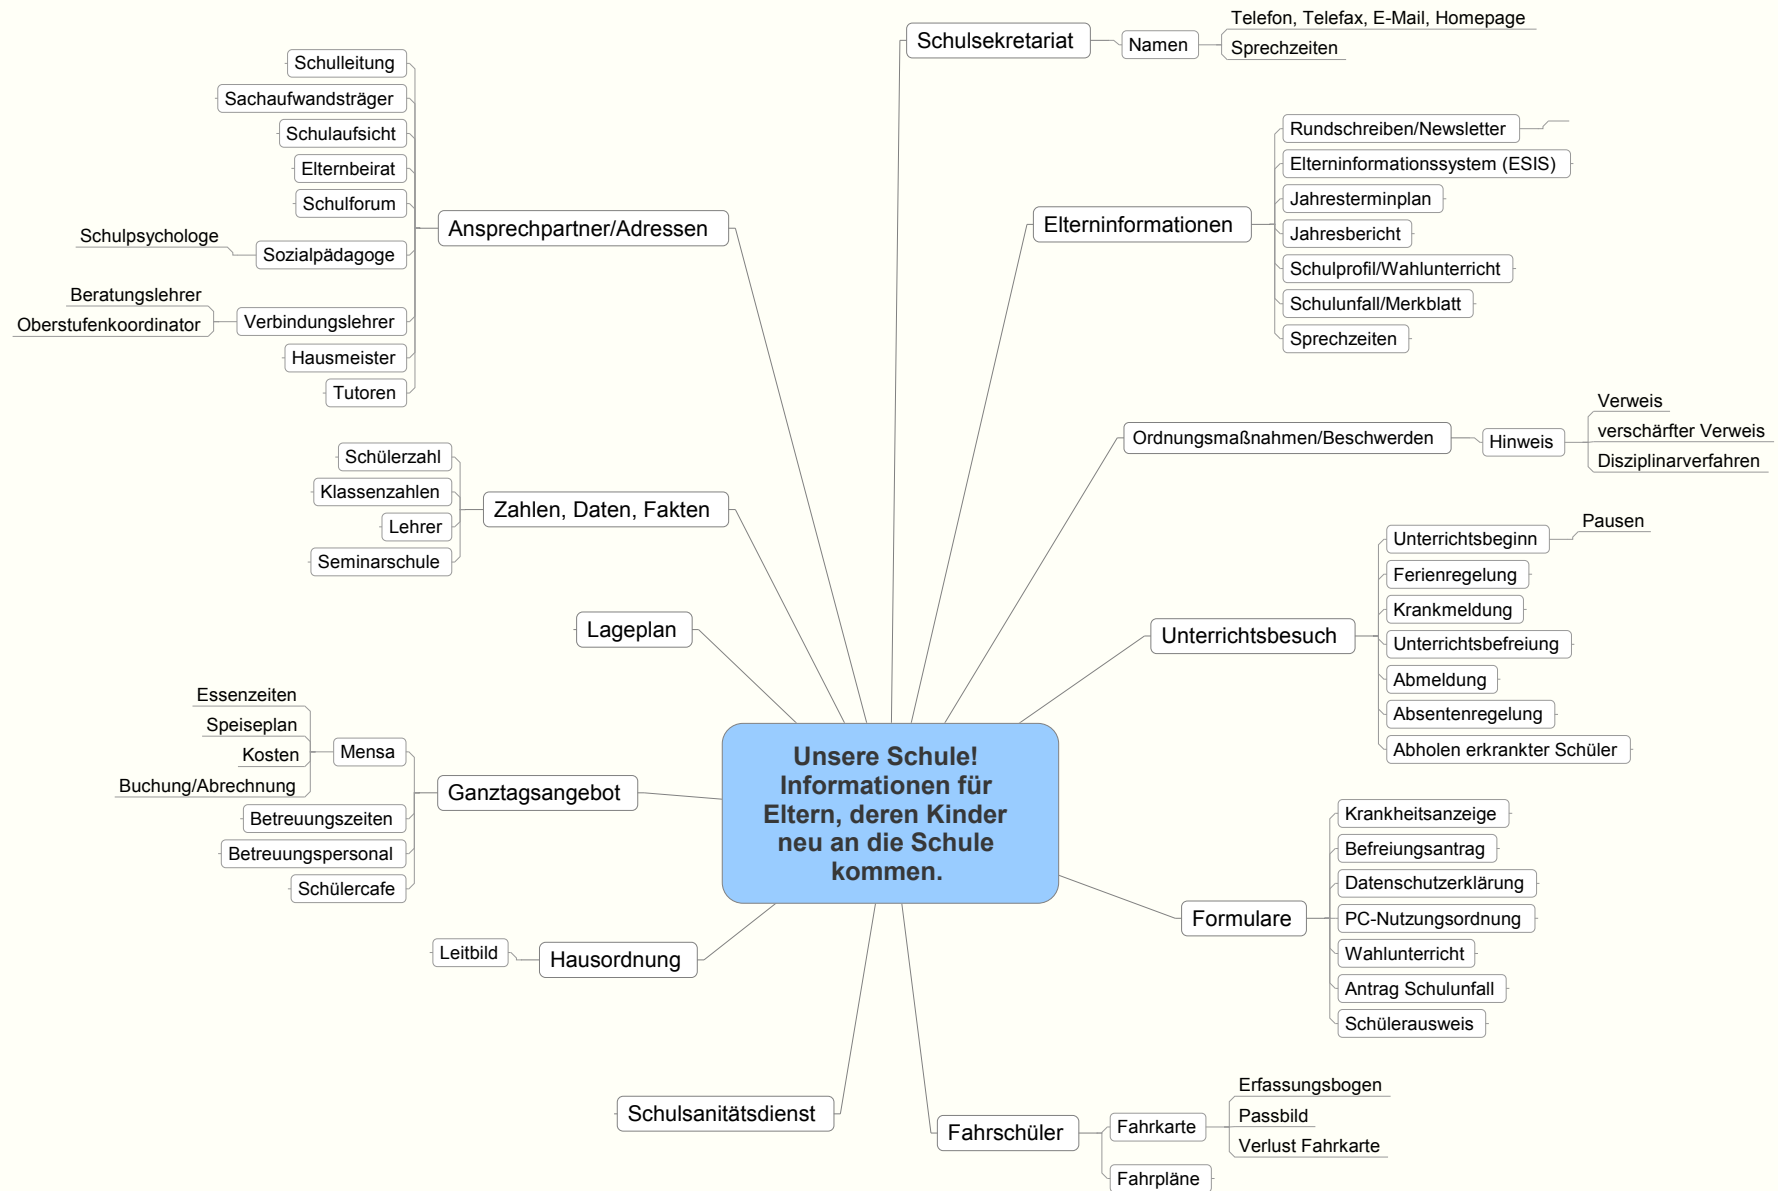 Unsere Schule!
Informationen für
Eltern, deren Kinder
neu an die Schule
kommen.
Schulsekretariat
Namen
Telefon, Telefax, E-Mail, Homepage
Sprechzeiten
Elterninformationen
Rundschreiben/Newsletter
Elterninformationssystem (ESIS)
Jahresterminplan
Jahresbericht
Schulprofil/Wahlunterricht
Schulunfall/Merkblatt
Sprechzeiten
Ordnungsmaßnahmen/Beschwerden
Hinweis
Verweis
verschärfter Verweis
Disziplinarverfahren
Unterrichtsbesuch
Unterrichtsbeginn
Pausen
Ferienregelung
Krankmeldung
Unterrichtsbefreiung
Abmeldung
Absentenregelung
Abholen erkrankter Schüler
Formulare
Krankheitsanzeige
Befreiungsantrag
Datenschutzerklärung
PC-Nutzungsordnung
Wahlunterricht
Antrag Schulunfall
Schülerausweis
Fahrschüler
Fahrkarte
Erfassungsbogen
Passbild
Verlust Fahrkarte
Fahrpläne
Schulsanitätsdienst
Hausordnung
Leitbild
Ganztagsangebot
Mensa
Essenzeiten
Speiseplan
Kosten
Buchung/Abrechnung
Betreuungszeiten
Betreuungspersonal
Schülercafe
Lageplan
Zahlen, Daten, Fakten
Schülerzahl
Klassenzahlen
Lehrer
Seminarschule
Ansprechpartner/Adressen
Schulleitung
Sachaufwandsträger
Schulaufsicht
Elternbeirat
Schulforum
Sozialpädagoge
Schulpsychologe
Verbindungslehrer
Beratungslehrer
Oberstufenkoordinator
Hausmeister
Tutoren